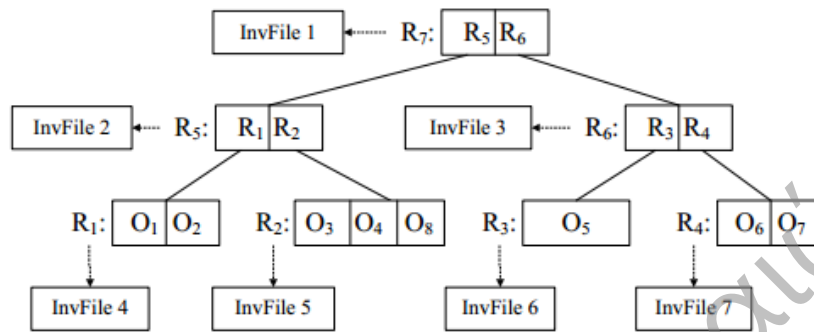 InvFile 1 R7: R5 R6
InvFile 2 R5: R1 R2 InvFile 3 R6: R3 R4
R1: O1 O2 R2: O3 O4 O8 R3: O5 R4: O6 O7
InvFile 4 InvFile 5 InvFile 6 InvFile 7